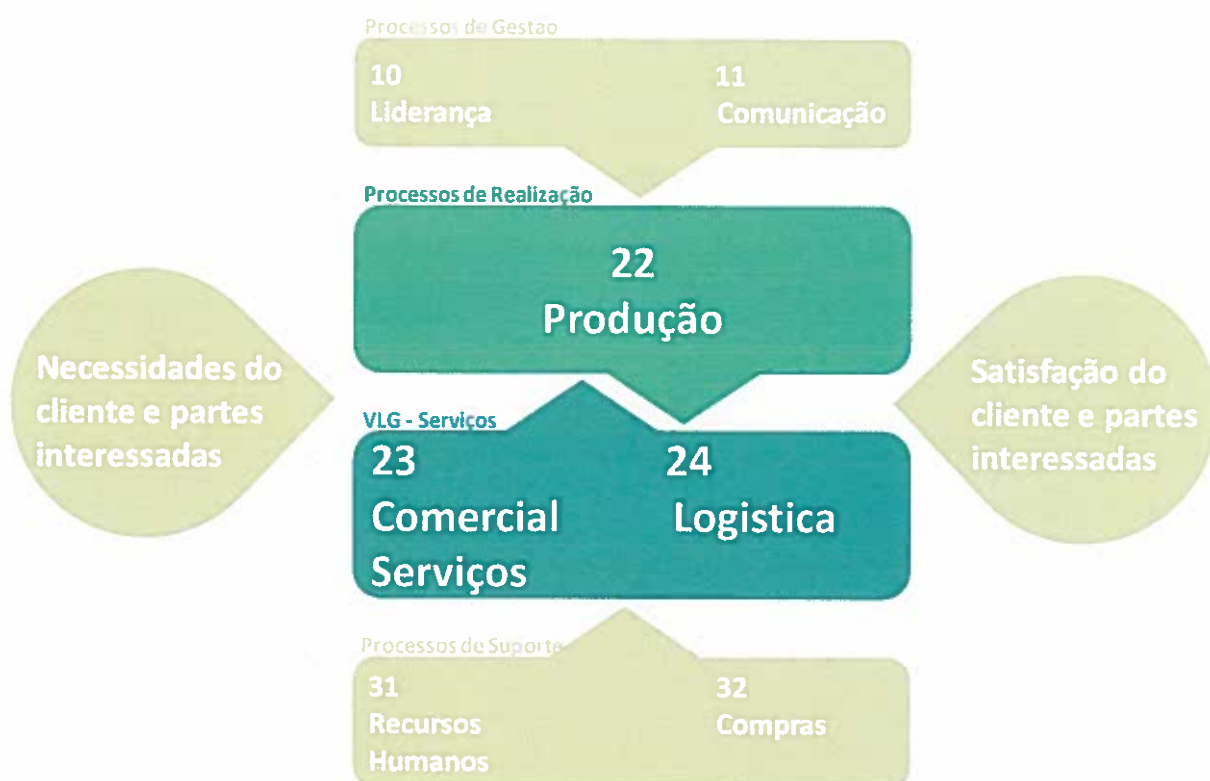 Processos de Gestao
10
11
Liderança
Comunicação
Processos de Realização
22
Produção
Necessidades do
cliente e partes
interessadas
Satisfação do
cliente e partes
interessadas
VLG - Serviços
23
24
Comercial
Logistica
Serviços
Processos de Suporte
31
32
Recursos
Compras
Humanos